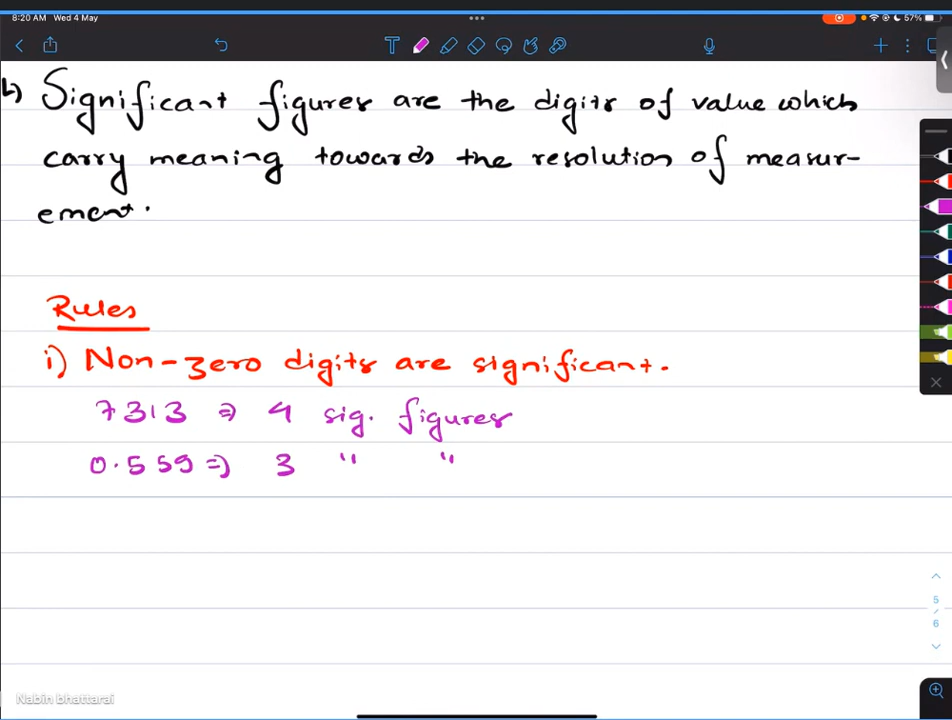 8:20 AM Wed 4 May
57%
Significant figures are the digits of value which
carry meaning towards the resolution of measur-
ement.
Rules
i) Non-zero digits are significant.
7313 ⇒ 4 sig. figures
0.559 ⇒ 3 " "
5
/
6
Nabin bhattarai